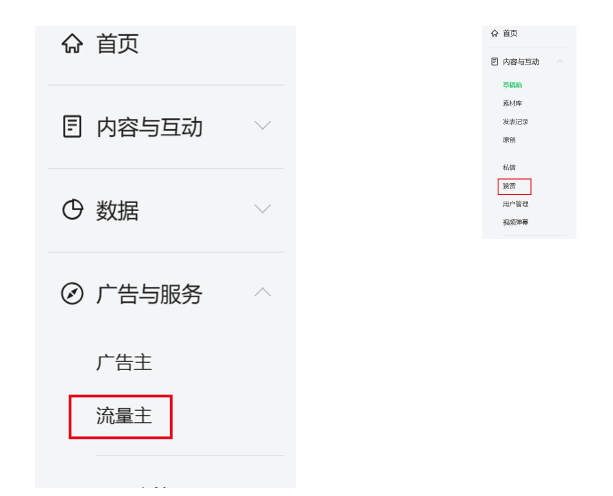 首页
内容与互动
数据
广告与服务
广告主
流量主
首页
内容与互动
草稿箱
素材库
发表记录
原创
私信
赞赏
用户管理
视频弹幕